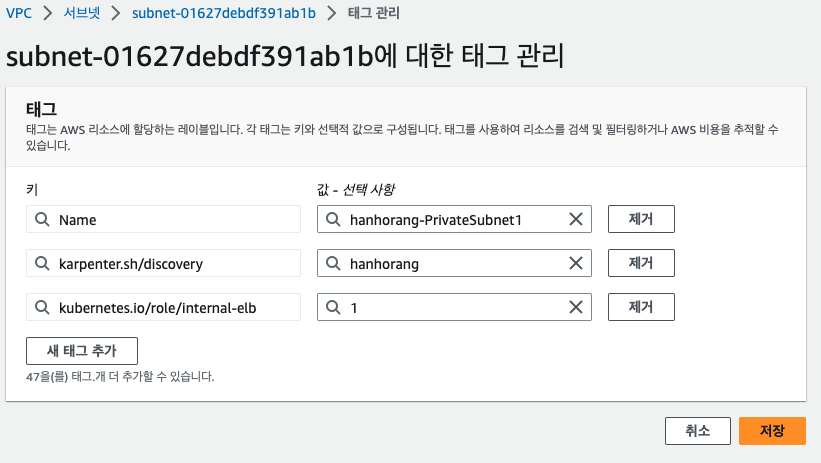 VPC > 서브넷 > subnet-01627debdf391ab1b > 태그 관리
subnet-01627debdf391ab1b에 대한 태그 관리
태그
태그는 AWS 리소스에 할당하는 레이블입니다. 각 태그는 키와 선택적 값으로 구성됩니다. 태그를 사용하여 리소스를 검색 및 필터링하거나 AWS 비용을 추적할 수
있습니다.
키 값 - 선택 사항
Name hanhorang-PrivateSubnet1 제거
karpenter.sh/discovery hanhorang 제거
kubernetes.io/role/internal-elb 1 제거
새 태그 추가
47을(를) 태그.개 더 추가할 수 있습니다.
취소 저장